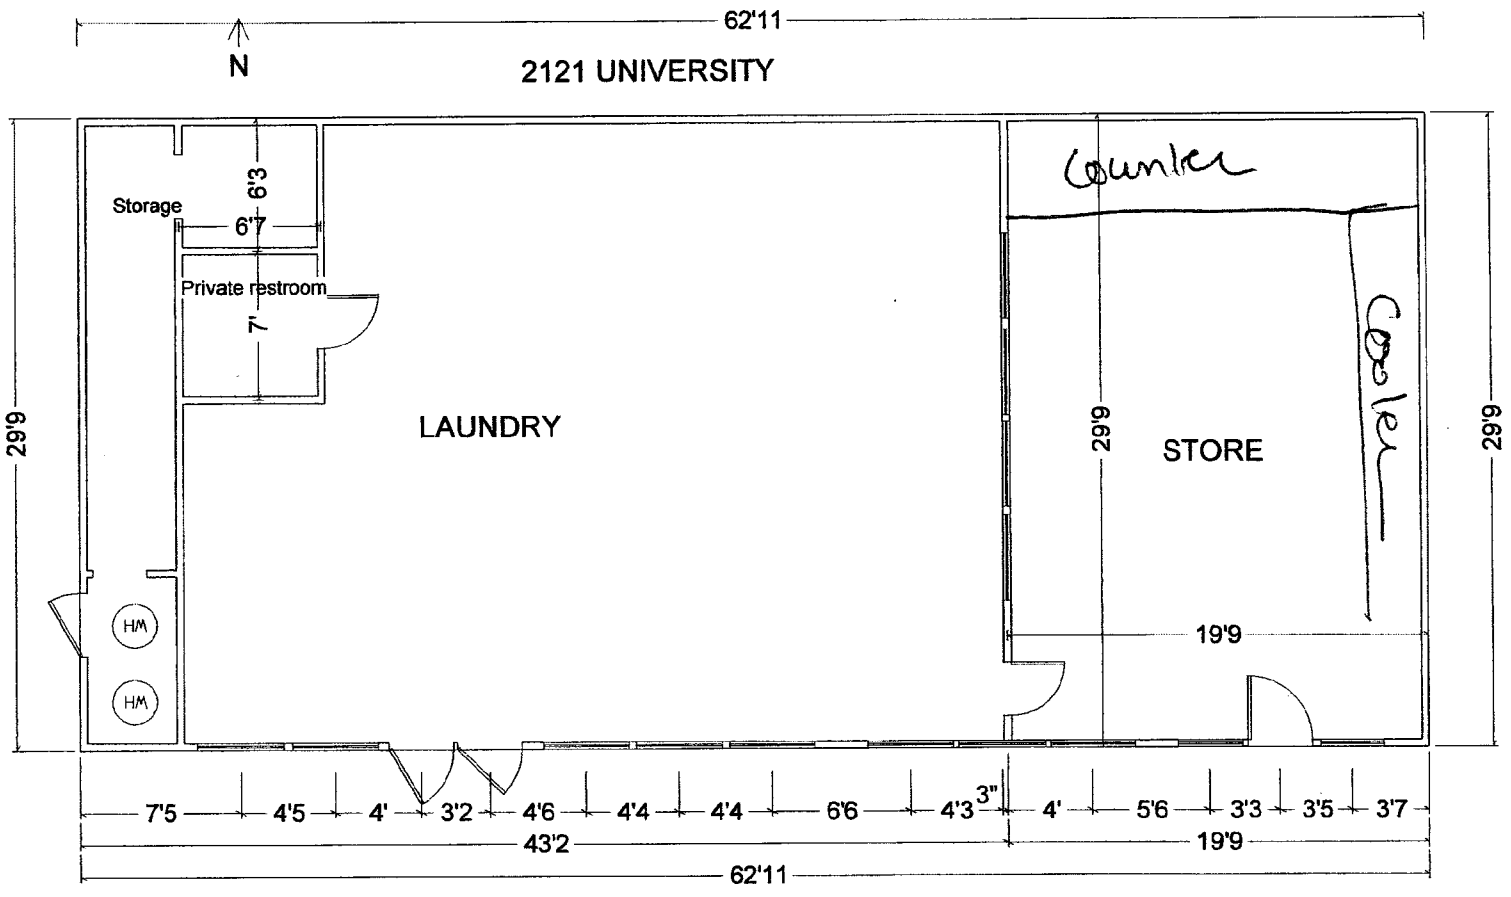 62'11
N
2121 UNIVERSITY
Counter
6'3
Storage
6'7
Private restroom
7'
Cooler
29'9
LAUNDRY
29'9
STORE
29'9
HW
19'9
HW
7'5 4'5 4' 3'2 4'6 4'4 4'4 6'6 4'3 3" 4' 5'6 3'3 3'5 3'7
43'2 19'9
62'11